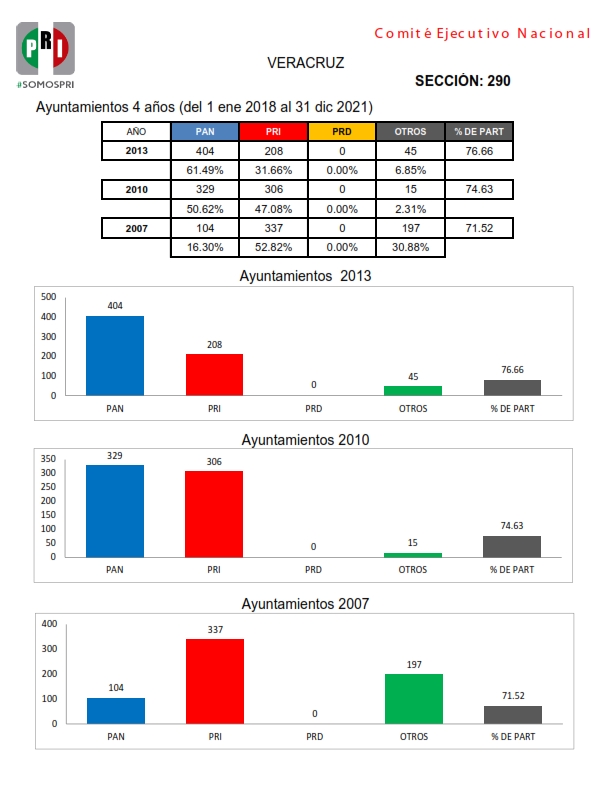 Comité Ejecutivo Nacional
PRI
#SOMOSPRI
VERACRUZ
SECCIÓN: 290
Ayuntamientos 4 años (del 1 ene 2018 al 31 dic 2021)
AÑO PAN PRI PRD OTROS % DE PART
2013 404 208 0 45 76.66
61.49% 31.66% 0.00% 6.85%
2010 329 306 0 15 74.63
50.62% 47.08% 0.00% 2.31%
2007 104 337 0 197 71.52
16.30% 52.82% 0.00% 30.88%
Ayuntamientos 2013
500
400
300
200
100
0
404
208
0
45
76.66
PAN PRI PRD OTROS % DE PART
Ayuntamientos 2010
350
300
250
200
150
100
50
0
329
306
0
15
74.63
PAN PRI PRD OTROS % DE PART
Ayuntamientos 2007
400
300
200
100
0
104
337
0
197
71.52
PAN PRI PRD OTROS % DE PART